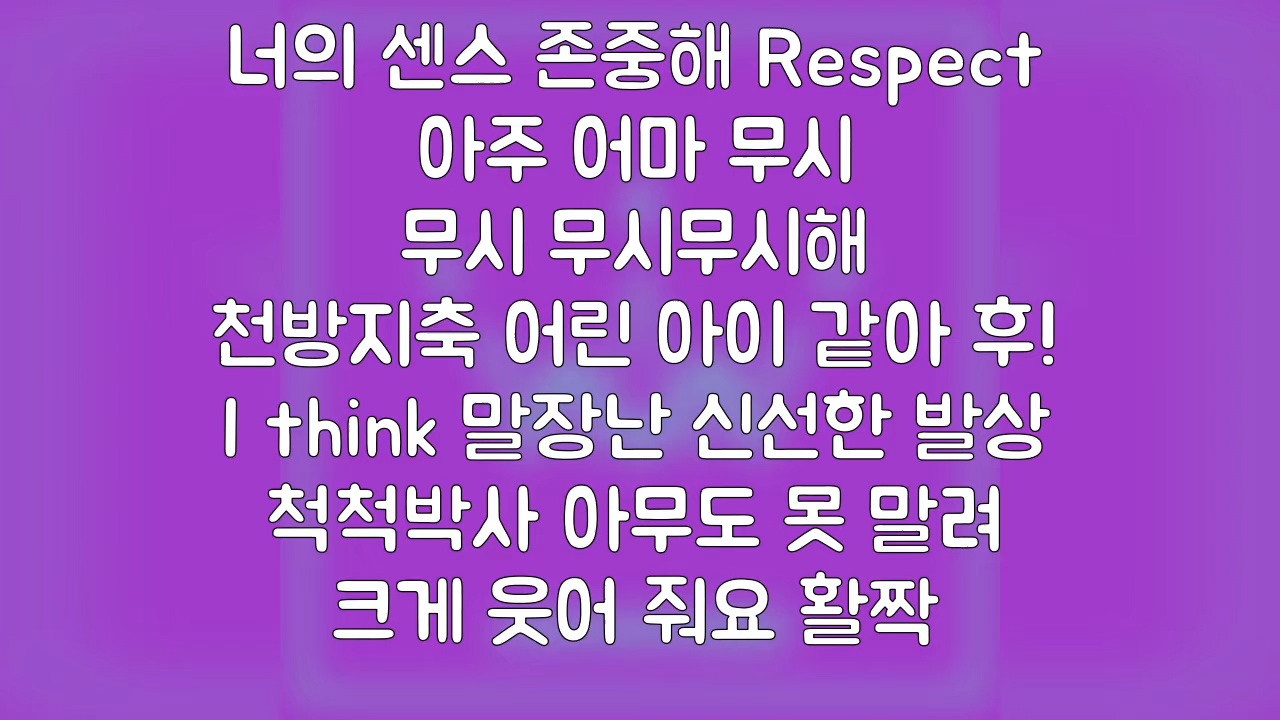 너의 센스 존중해 Respect
아주 어마 무시
무시 무시무시해
천방지축 어린 아이 같아 후!
I think 말장난 신선한 발상
척척박사 아무도 못 말려
크게 웃어 줘요 활짝